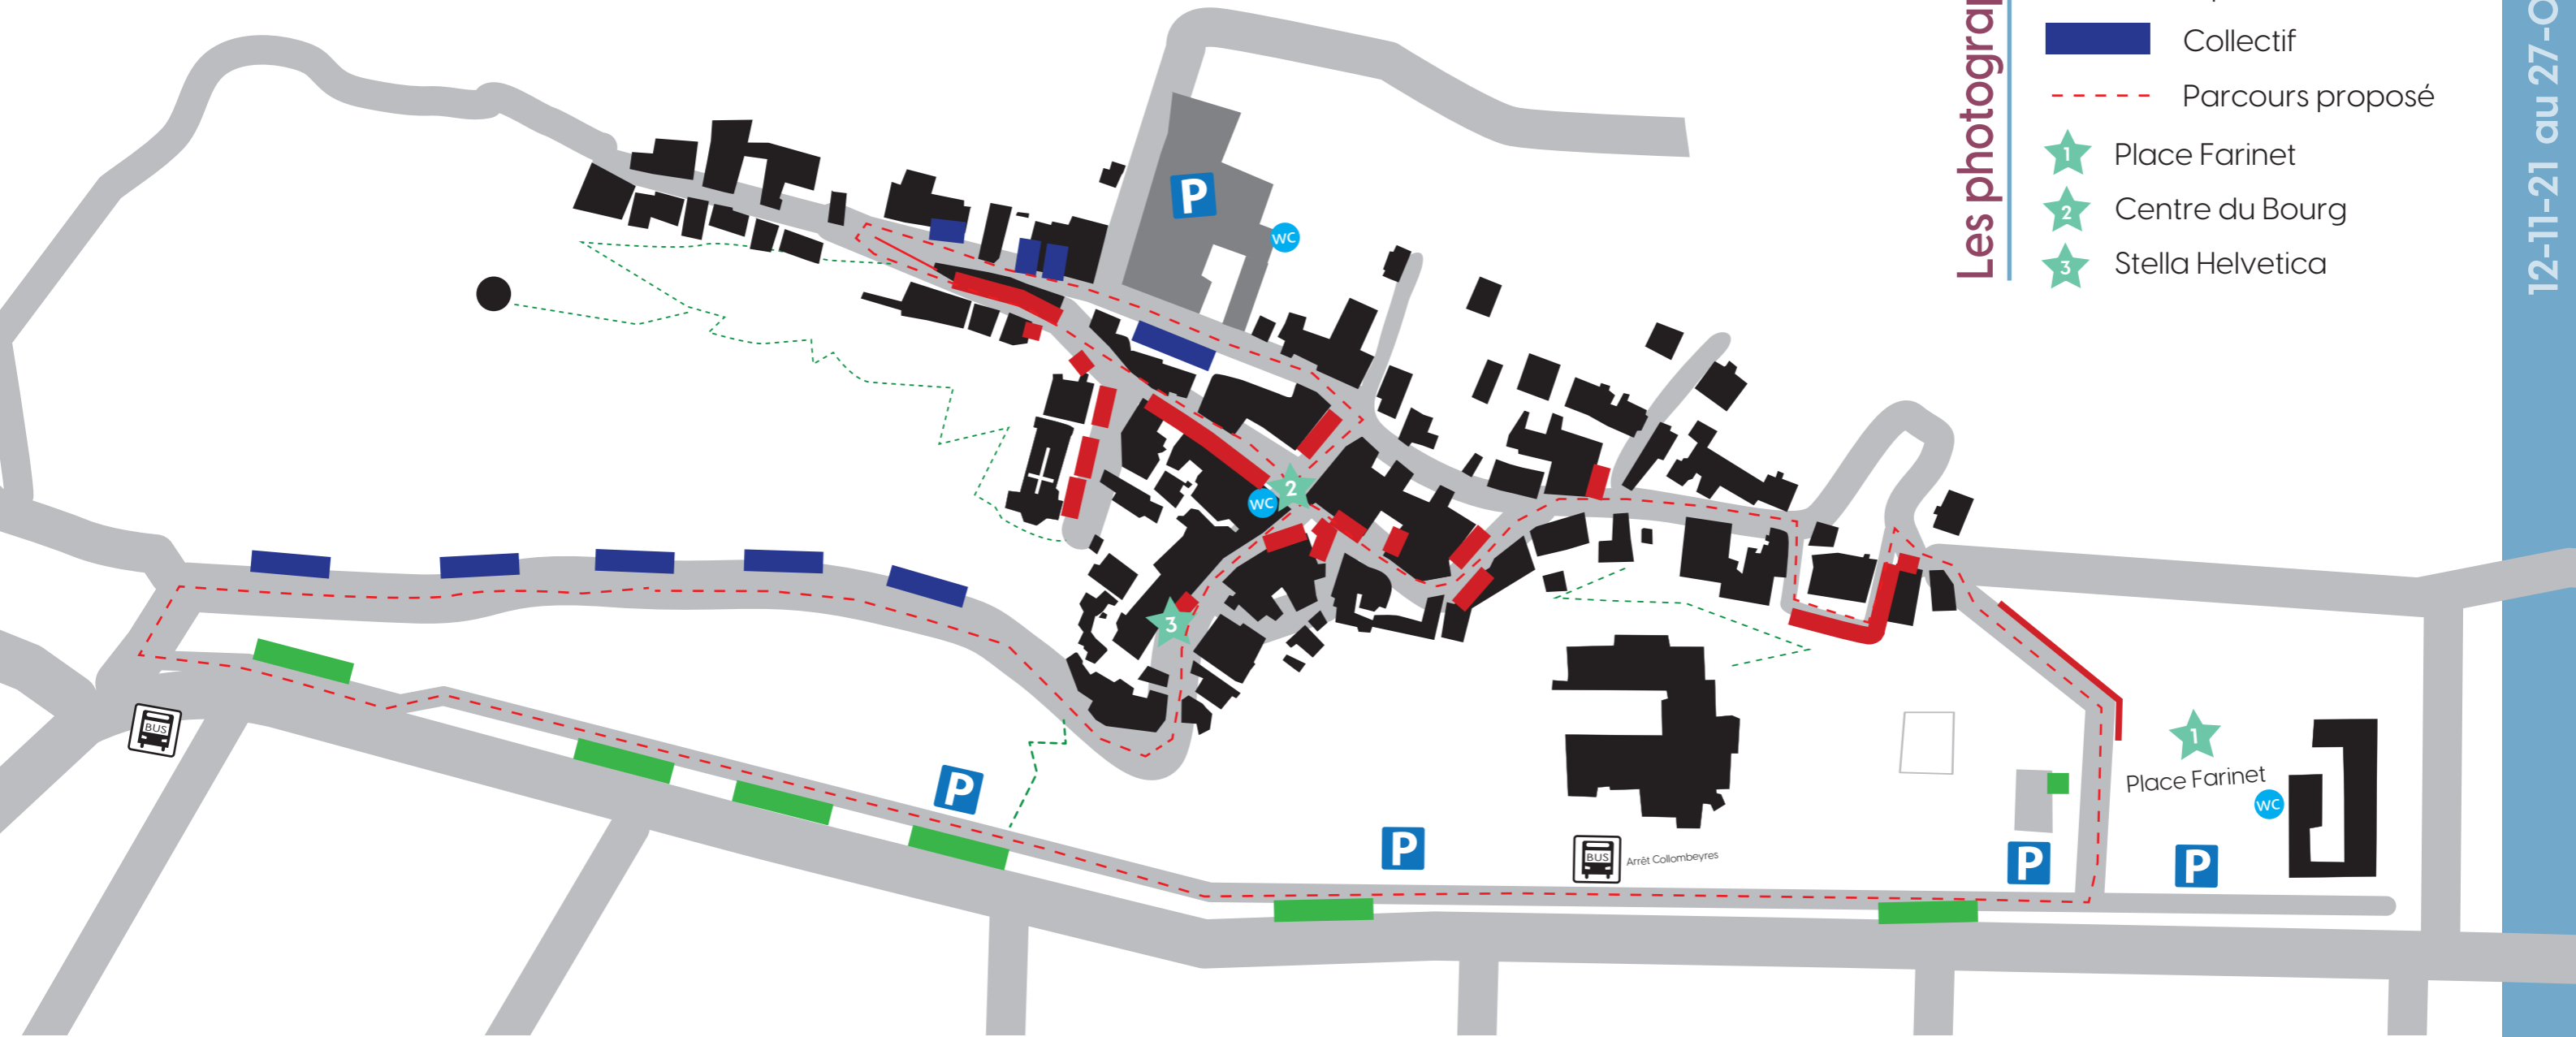 Les photogra
Collectif
Parcours proposé
1 Place Farinet
2 Centre du Bourg
3 Stella Helvetica
12-11-21 au 27-
P
WC
2
WC
3
BUS
P
P
BUS
Arrêt Collombeyres
1
Place Farinet
WC
P
P